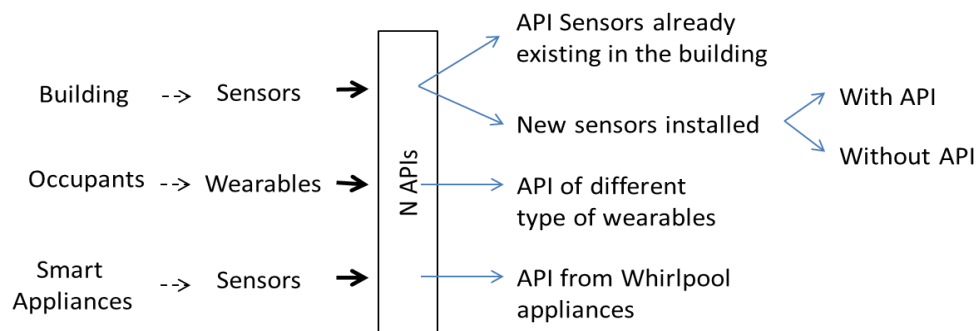 API Sensors already
existing in the building
Building
Sensors
With API
New sensors installed
Without API
Occupants
Wearables
N APIs
API of different
type of wearables
Smart
Appliances
Sensors
API from Whirlpool
appliances